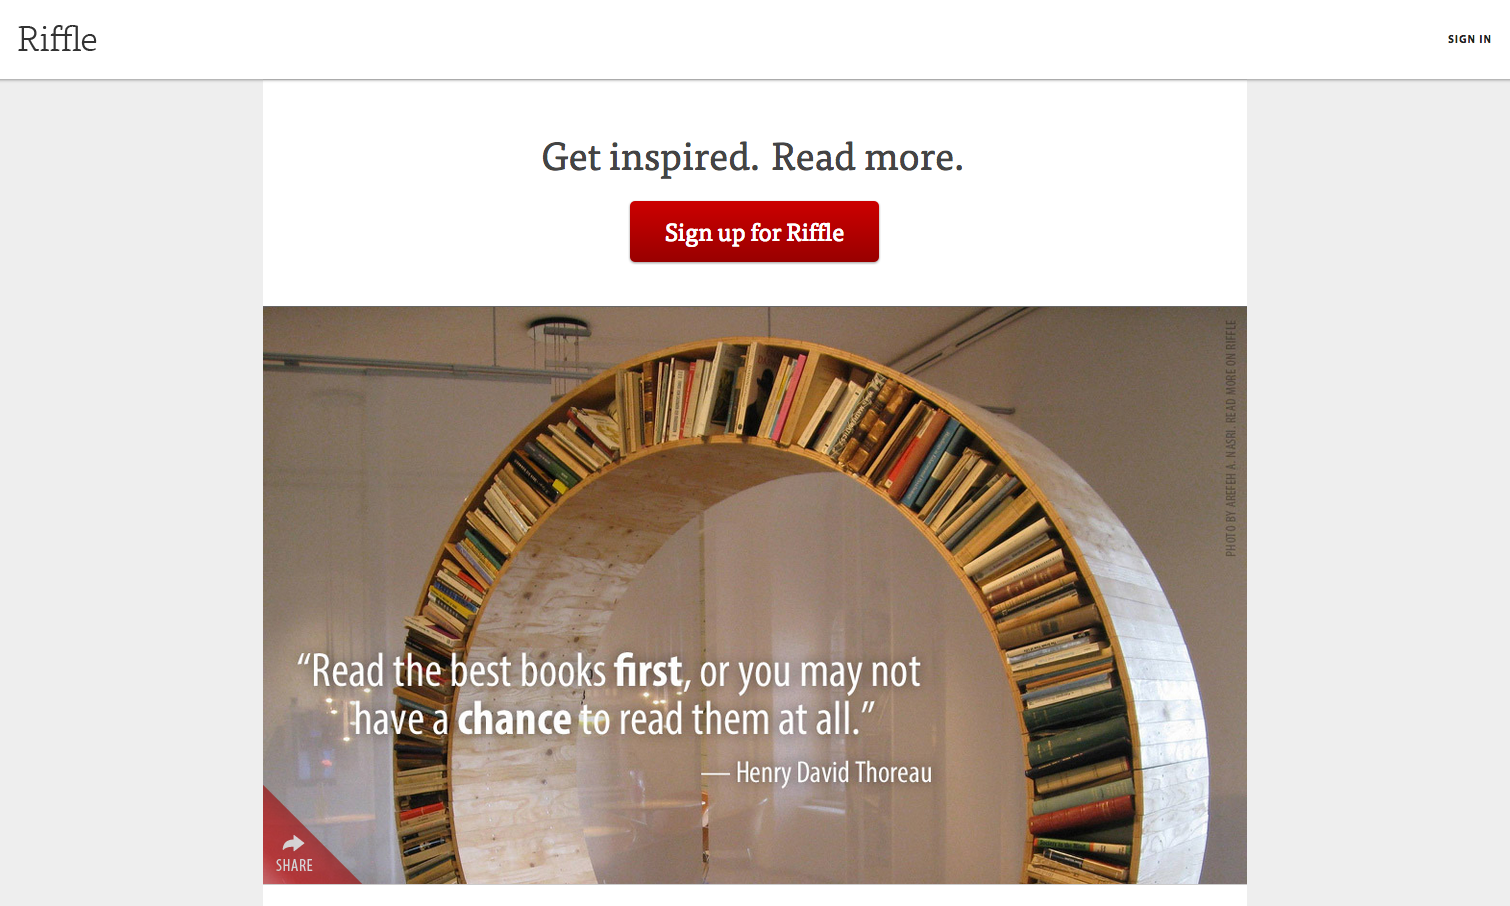 Riffle
SIGN IN
Get inspired. Read more.
Sign up for Riffle
PHOTO BY AREFEH A. NASRI. READ MORE ON RIFFLE
“Read the best books first, or you may not
have a chance to read them at all.”
— Henry David Thoreau
SHARE